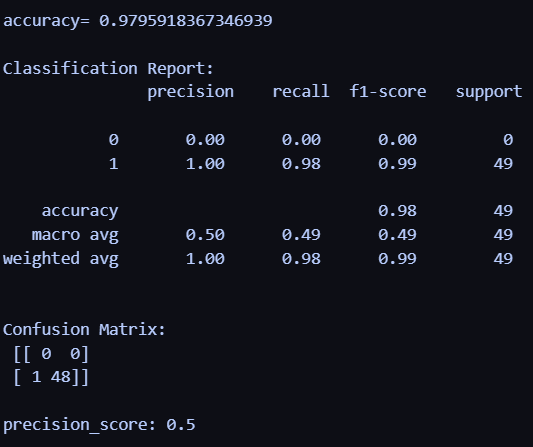 accuracy= 0.9795918367346939
Classification Report:
precision recall f1-score support
0 0.00 0.00 0.00 0
1 1.00 0.98 0.99 49
accuracy 0.98 49
macro avg 0.50 0.49 0.49 49
weighted avg 1.00 0.98 0.99 49
Confusion Matrix:
[[ 0 0]
[ 1 48]]
precision_score: 0.5